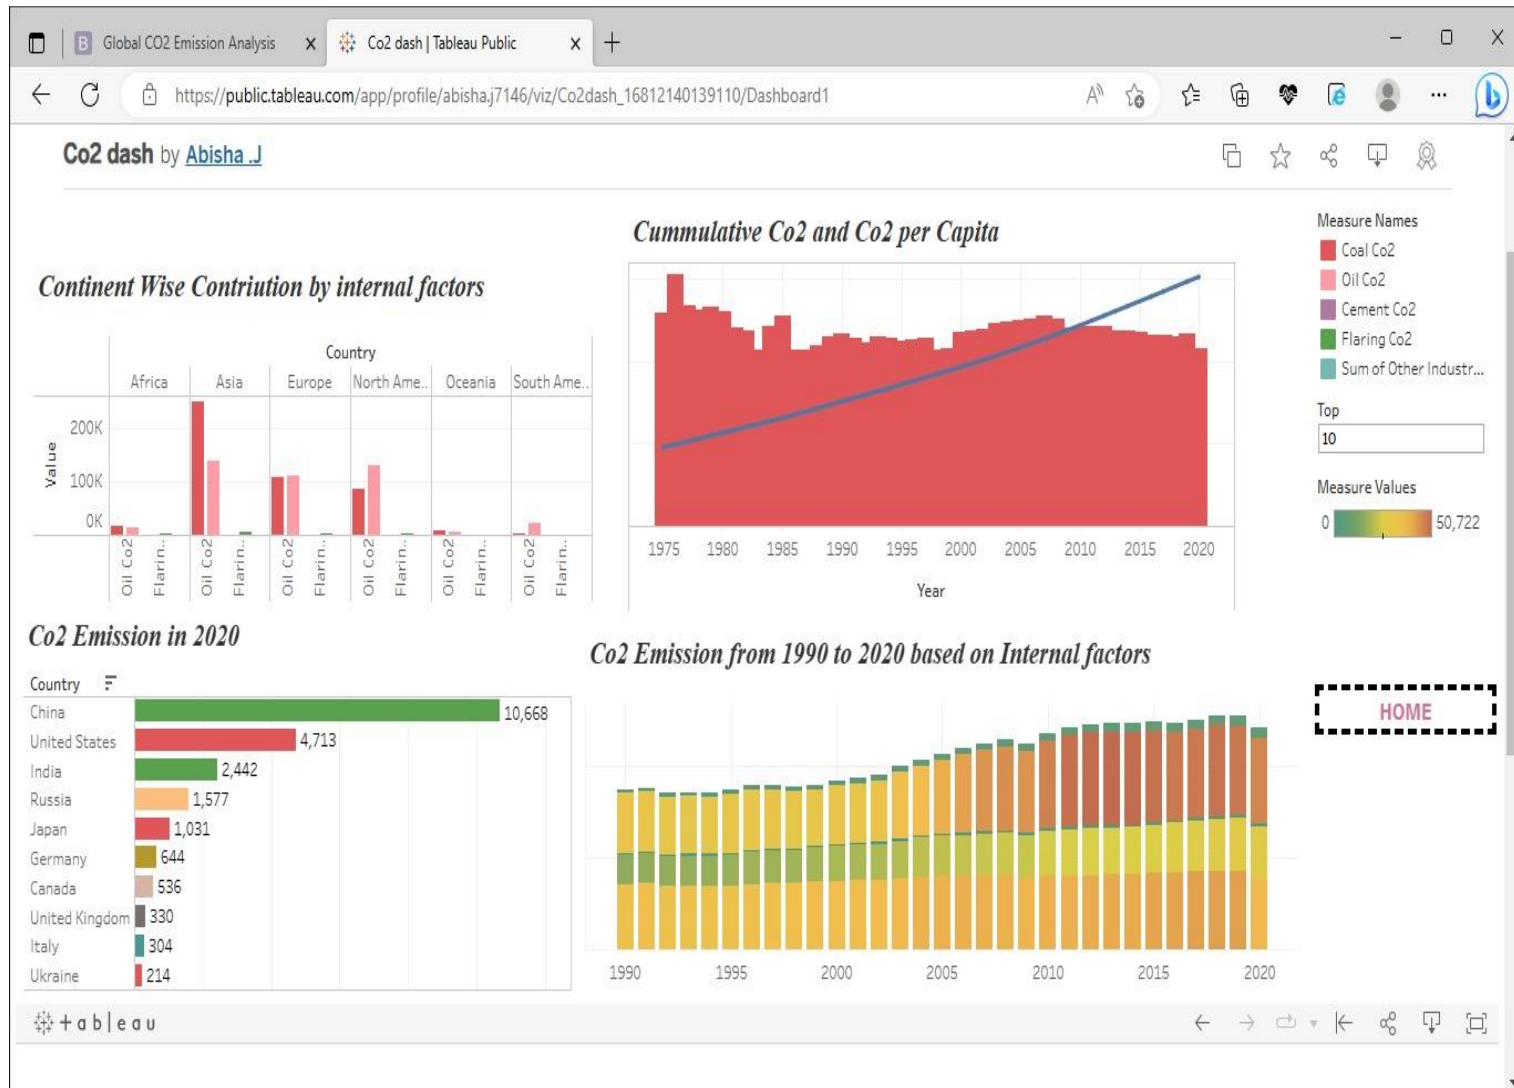 Global CO2 Emission Analysis
Co2 dash | Tableau Public
https://public.tableau.com/app/profile/abisha.j7146/viz/Co2dash_16812140139110/Dashboard1
Co2 dash by Abisha .J
Continent Wise Contriution by internal factors
Country
Africa Asia Europe North Ame.. Oceania South Ame..
Value
200K
100K
0K
Oil Co2 Flarin.. Oil Co2 Flarin.. Oil Co2 Flarin.. Oil Co2 Flarin.. Oil Co2 Flarin.. Oil Co2 Flarin..
Cummulative Co2 and Co2 per Capita
1975 1980 1985 1990 1995 2000 2005 2010 2015 2020
Year
Measure Names
Coal Co2
Oil Co2
Cement Co2
Flaring Co2
Sum of Other Industr...
Top
10
Measure Values
0 50,722
Co2 Emission in 2020
Country
China 10,668
United States 4,713
India 2,442
Russia 1,577
Japan 1,031
Germany 644
Canada 536
United Kingdom 330
Italy 304
Ukraine 214
Co2 Emission from 1990 to 2020 based on Internal factors
1990 1995 2000 2005 2010 2015 2020
HOME
+ableau